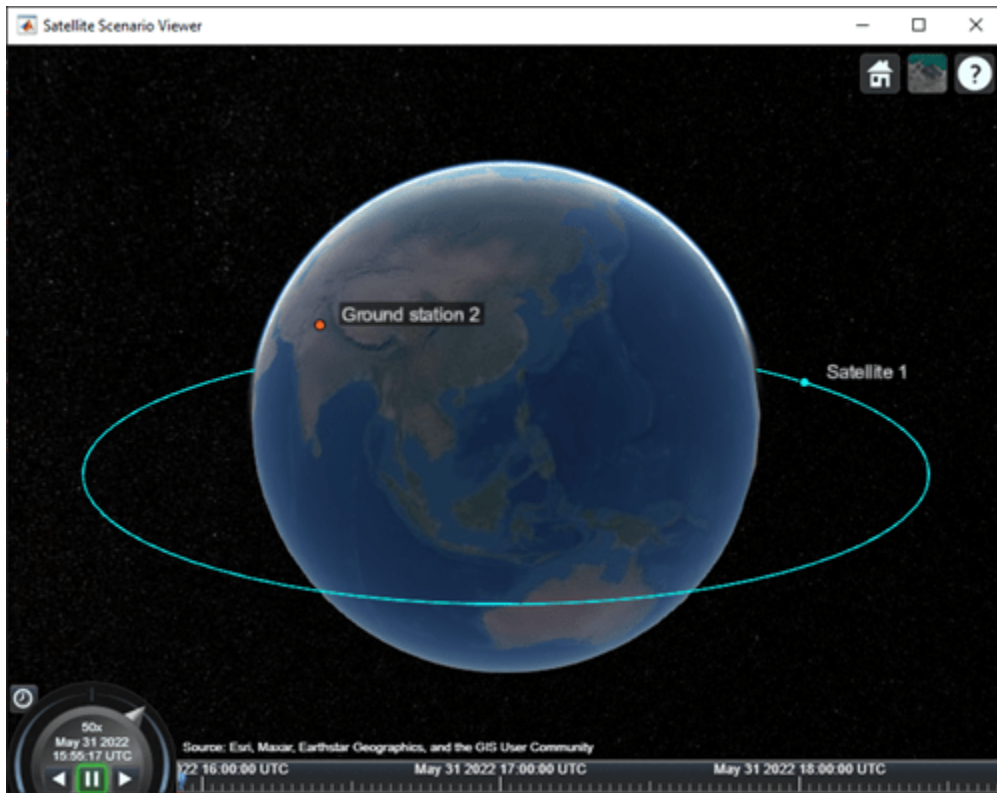 Satellite Scenario Viewer
?
Ground station 2
Satellite 1
50x
May 31 2022
15:55:17 UTC
Source: Esri, Maxar, Earthstar Geographics, and the GIS User Community
022 16:00:00 UTC
May 31 2022 17:00:00 UTC
May 31 2022 18:00:00 UTC